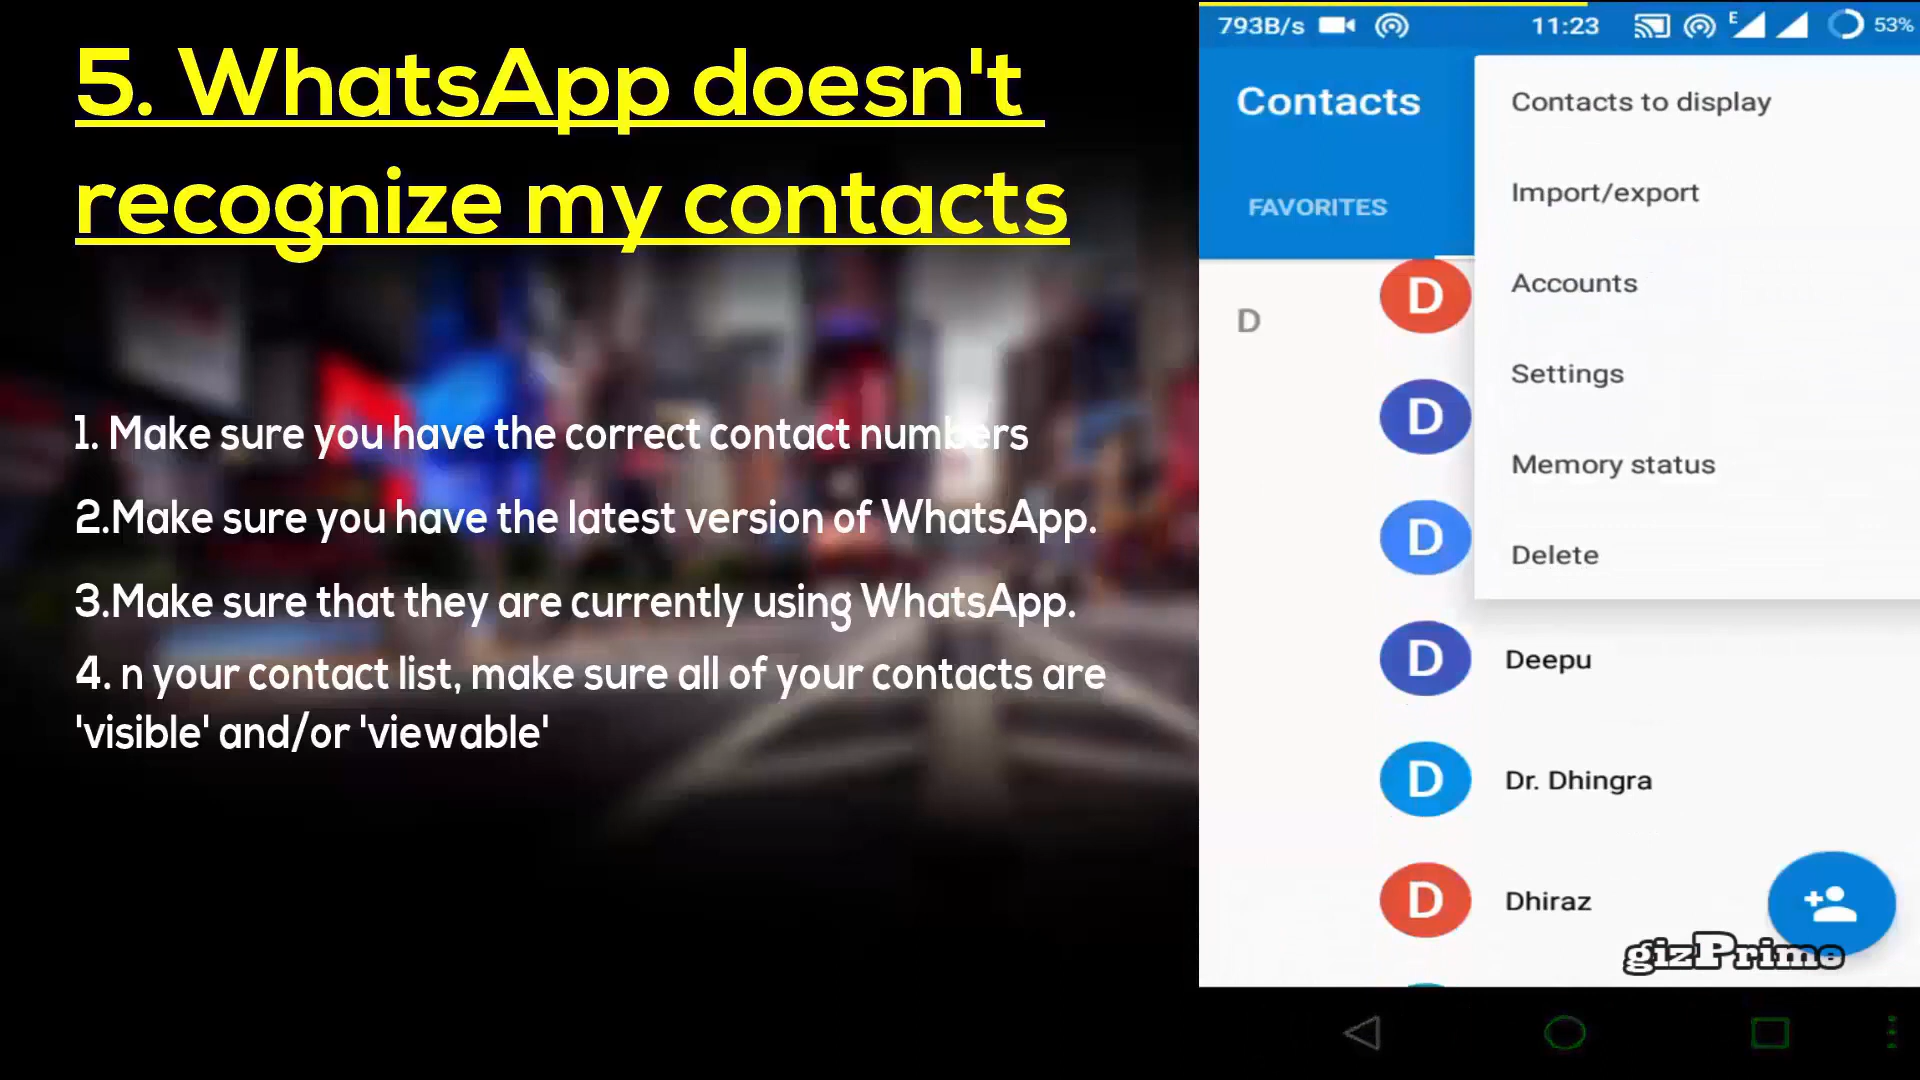 5. WhatsApp doesn't
recognize my contacts
1. Make sure you have the correct contact numbers
2.Make sure you have the latest version of WhatsApp.
3.Make sure that they are currently using WhatsApp.
4. n your contact list, make sure all of your contacts are
'visible' and/or 'viewable'
793B/s 11:23 E 53%
Contacts
FAVORITES
Contacts to display
Import/export
Accounts
Settings
Memory status
Delete
D
D
D
D
D Deepu
D Dr. Dhingra
D Dhiraz
gizPrime